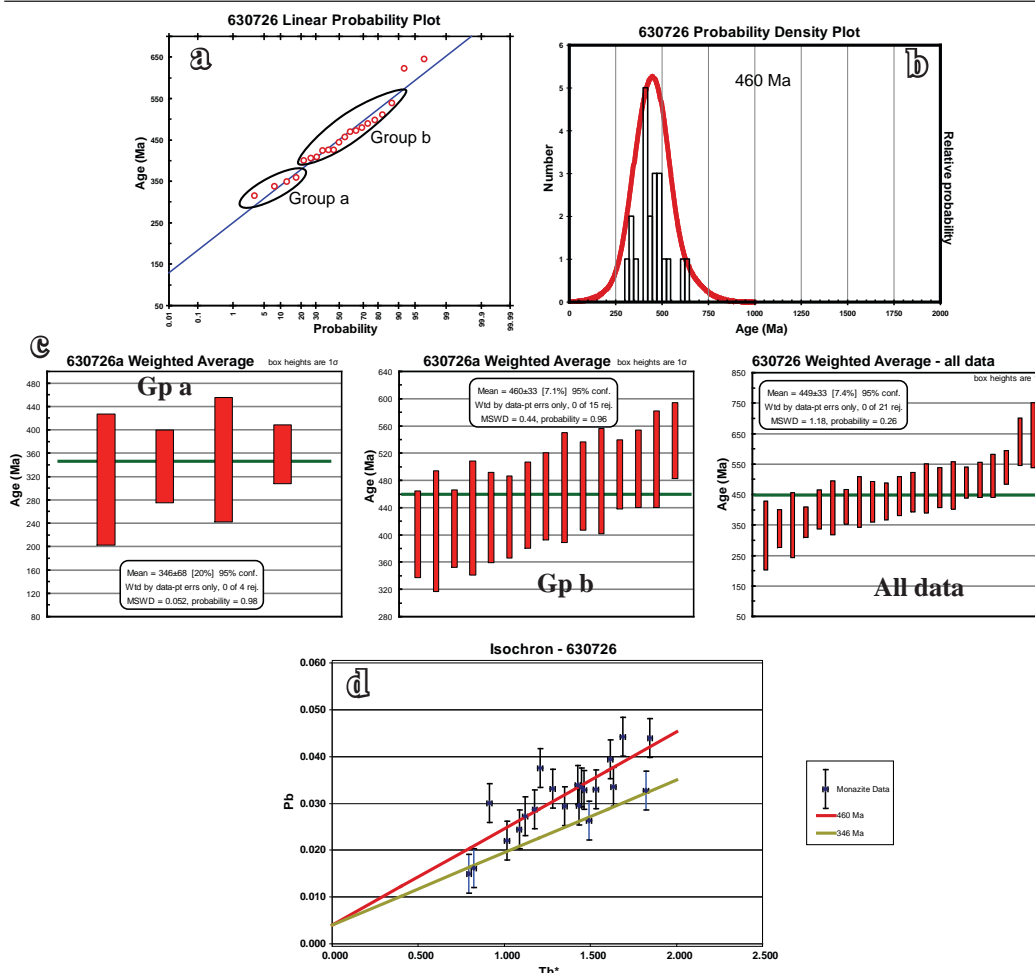 630726 Linear Probability Plot
a
Age (Ma)
650
550
450
350
250
150
50
Group b
Group a
0.01
0.1
1
5
10
20
30
50
70
80
90
95
99
99.9
99.99
Probability
630726 Probability Density Plot
b
460 Ma
Number
6
5
4
3
2
1
0
Relative probability
0
250
500
750
1000
1250
1500
1750
2000
Age (Ma)
c
630726a Weighted Average
box heights are 1σ
Gp a
Age (Ma)
480
440
400
360
320
280
240
200
160
120
80
Mean = 346±68 [20%] 95% conf.
Wtd by data-pt errs only, 0 of 4 rej.
MSWD = 0.052, probability = 0.98
630726a Weighted Average
box heights are 1σ
Age (Ma)
640
600
560
520
480
440
400
360
320
280
Mean = 460±33 [7.1%] 95% conf.
Wtd by data-pt errs only, 0 of 15 rej.
MSWD = 0.44, probability = 0.96
Gp b
630726 Weighted Average - all data
box heights are 1
Age (Ma)
850
750
650
550
450
350
250
150
50
Mean = 449±33 [7.4%] 95% conf.
Wtd by data-pt errs only, 0 of 21 rej.
MSWD = 1.18, probability = 0.26
All data
Isochron - 630726
d
Pb
0.060
0.050
0.040
0.030
0.020
0.010
0.000
0.000
0.500
1.000
1.500
2.000
2.500
Th*
Monazite Data
460 Ma
346 Ma